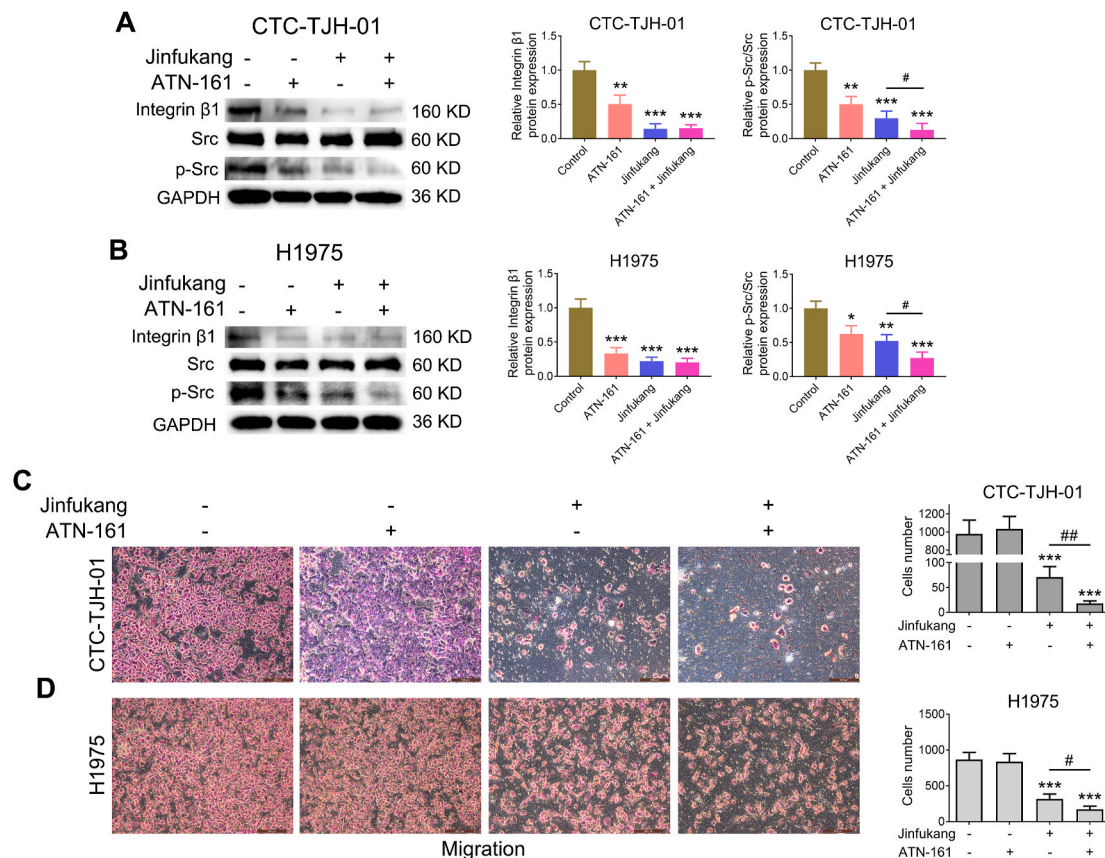 A
CTC-TJH-01
Jinfukang - - + +
ATN-161 - + - +
Integrin β1 160 KD
Src 60 KD
p-Src 60 KD
GAPDH 36 KD
CTC-TJH-01
Relative Integrin β1
protein expression
1.5
1.0
0.5
0.0
** *** ***
Control
ATN-161
Jinfukang
ATN-161 + Jinfukang
CTC-TJH-01
Relative p-Src/Src
protein expression
1.5
1.0
0.5
0.0
#
** *** ***
Control
ATN-161
Jinfukang
ATN-161 + Jinfukang
B
H1975
Jinfukang - - + +
ATN-161 - + - +
Integrin β1 160 KD
Src 60 KD
p-Src 60 KD
GAPDH 36 KD
H1975
Relative Integrin β1
protein expression
1.5
1.0
0.5
0.0
*** *** ***
Control
ATN-161
Jinfukang
ATN-161 + Jinfukang
H1975
Relative p-Src/Src
protein expression
1.5
1.0
0.5
0.0
#
* ** ***
Control
ATN-161
Jinfukang
ATN-161 + Jinfukang
C
Jinfukang - - + +
ATN-161 - + - +
CTC-TJH-01
CTC-TJH-01
Cells number
1200
1000
800
100
50
0
##
*** ***
Jinfukang - - + +
ATN-161 - + - +
D
H1975
Migration
H1975
Cells number
1500
1000
500
0
#
*** ***
Jinfukang - - + +
ATN-161 - + - +